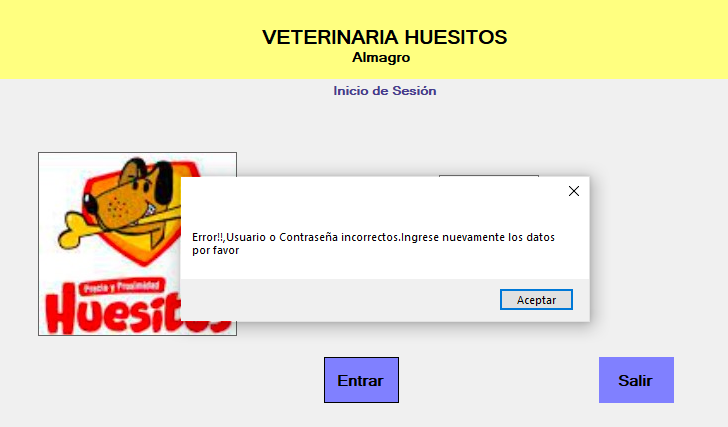 VETERINARIA HUESITOS
Almagro
Inicio de Sesión
Error!!,Usuario o Contraseña incorrectos.Ingrese nuevamente los datos
por favor
Aceptar
Precio y Proximidad
Huesitos
Entrar
Salir